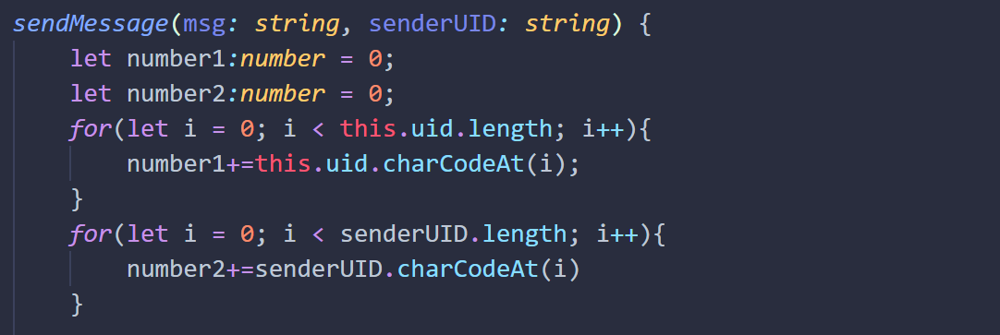 sendMessage(msg: string, senderUID: string) {
    let number1:number = 0;
    let number2:number = 0;
    for(let i = 0; i < this.uid.length; i++){
        number1+=this.uid.charCodeAt(i);
    }
    for(let i = 0; i < senderUID.length; i++){
        number2+=senderUID.charCodeAt(i)
    }